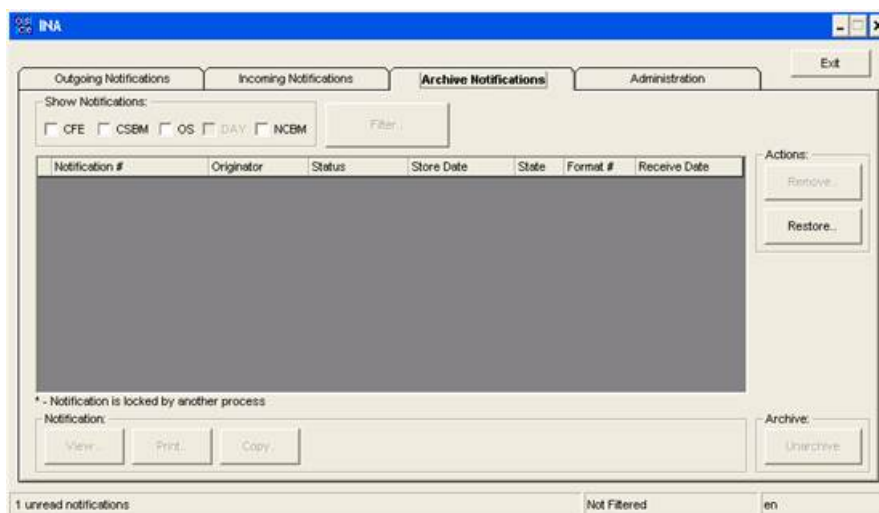 INA
Exit
Outgoing Notifications Incoming Notifications Archive Notifications Administration
Show Notifications:
CFE CSBM OS DAY NCBM Filter..
Notification # Originator Status Store Date State Format # Receive Date
Actions:
Remove..
Restore..
* - Notification is locked by another process
Notification:
View.. Print.. Copy..
Archive:
Unarchive
1 unread notifications Not Filtered en